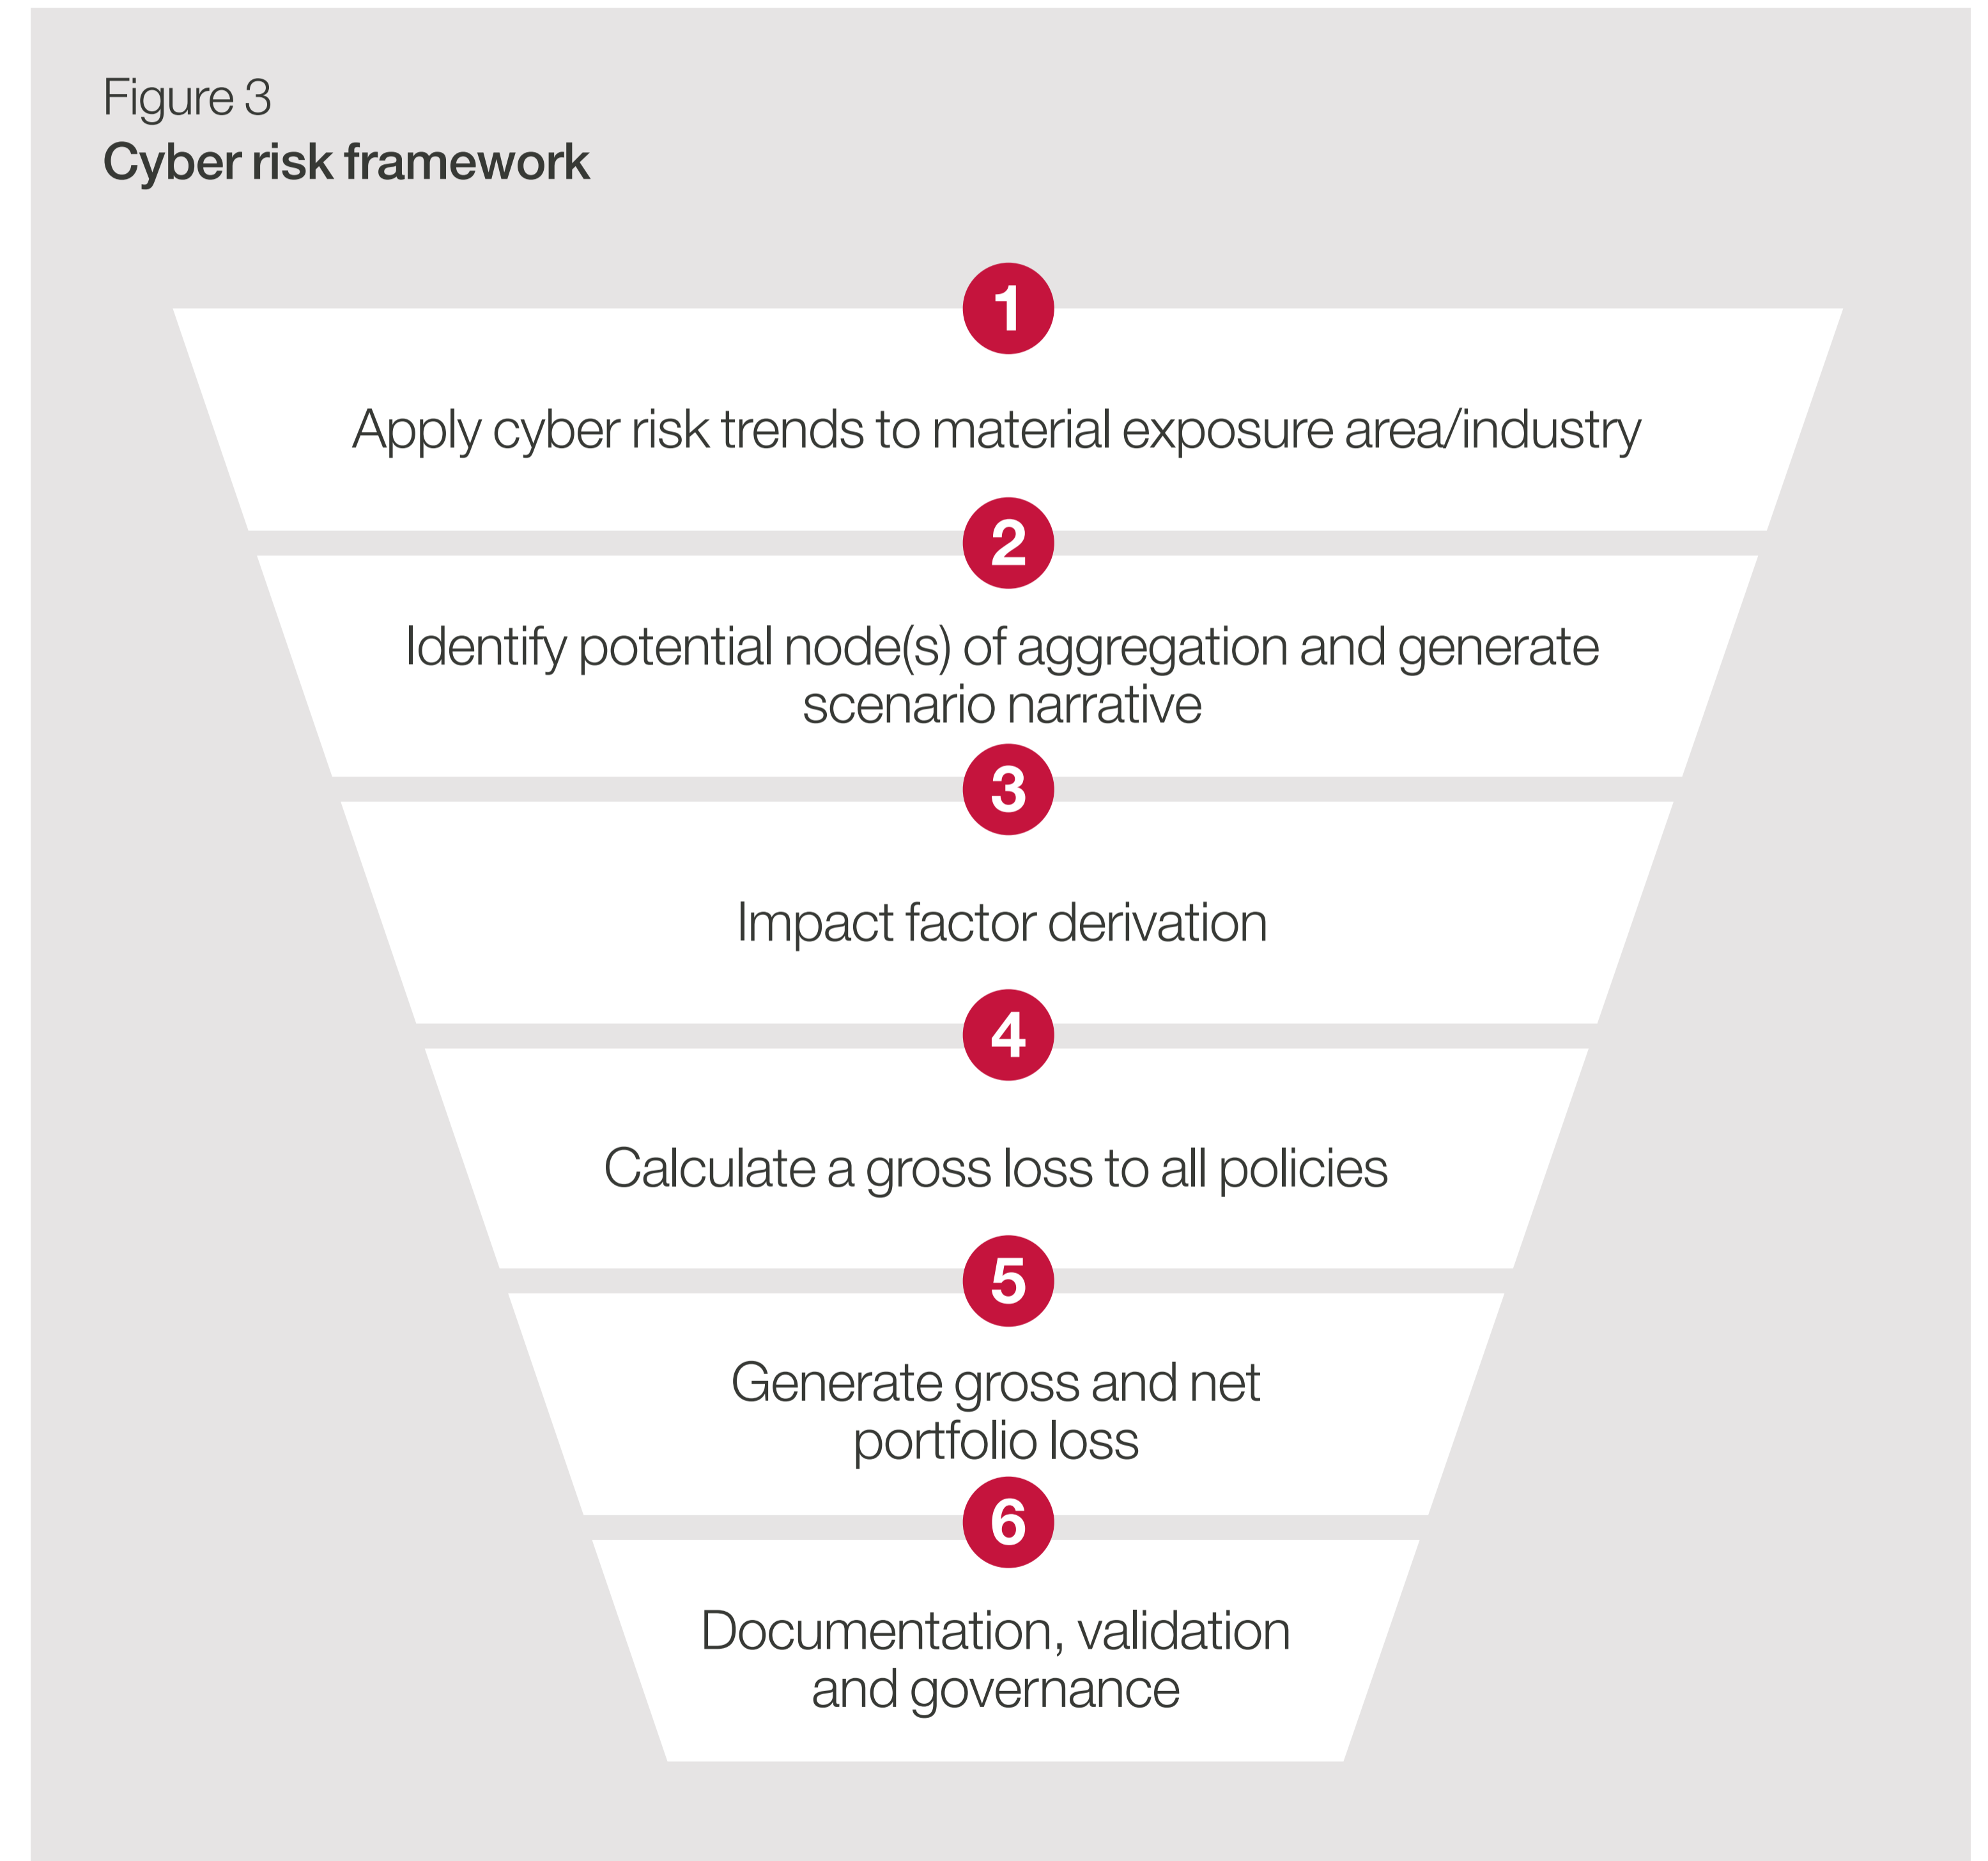 Figure 3
Cyber risk framework
1
Apply cyber risk trends to material exposure area/industry
2
Identify potential node(s) of aggregation and generate
scenario narrative
3
Impact factor derivation
4
Calculate a gross loss to all policies
5
Generate gross and net
portfolio loss
6
Documentation, validation
and governance